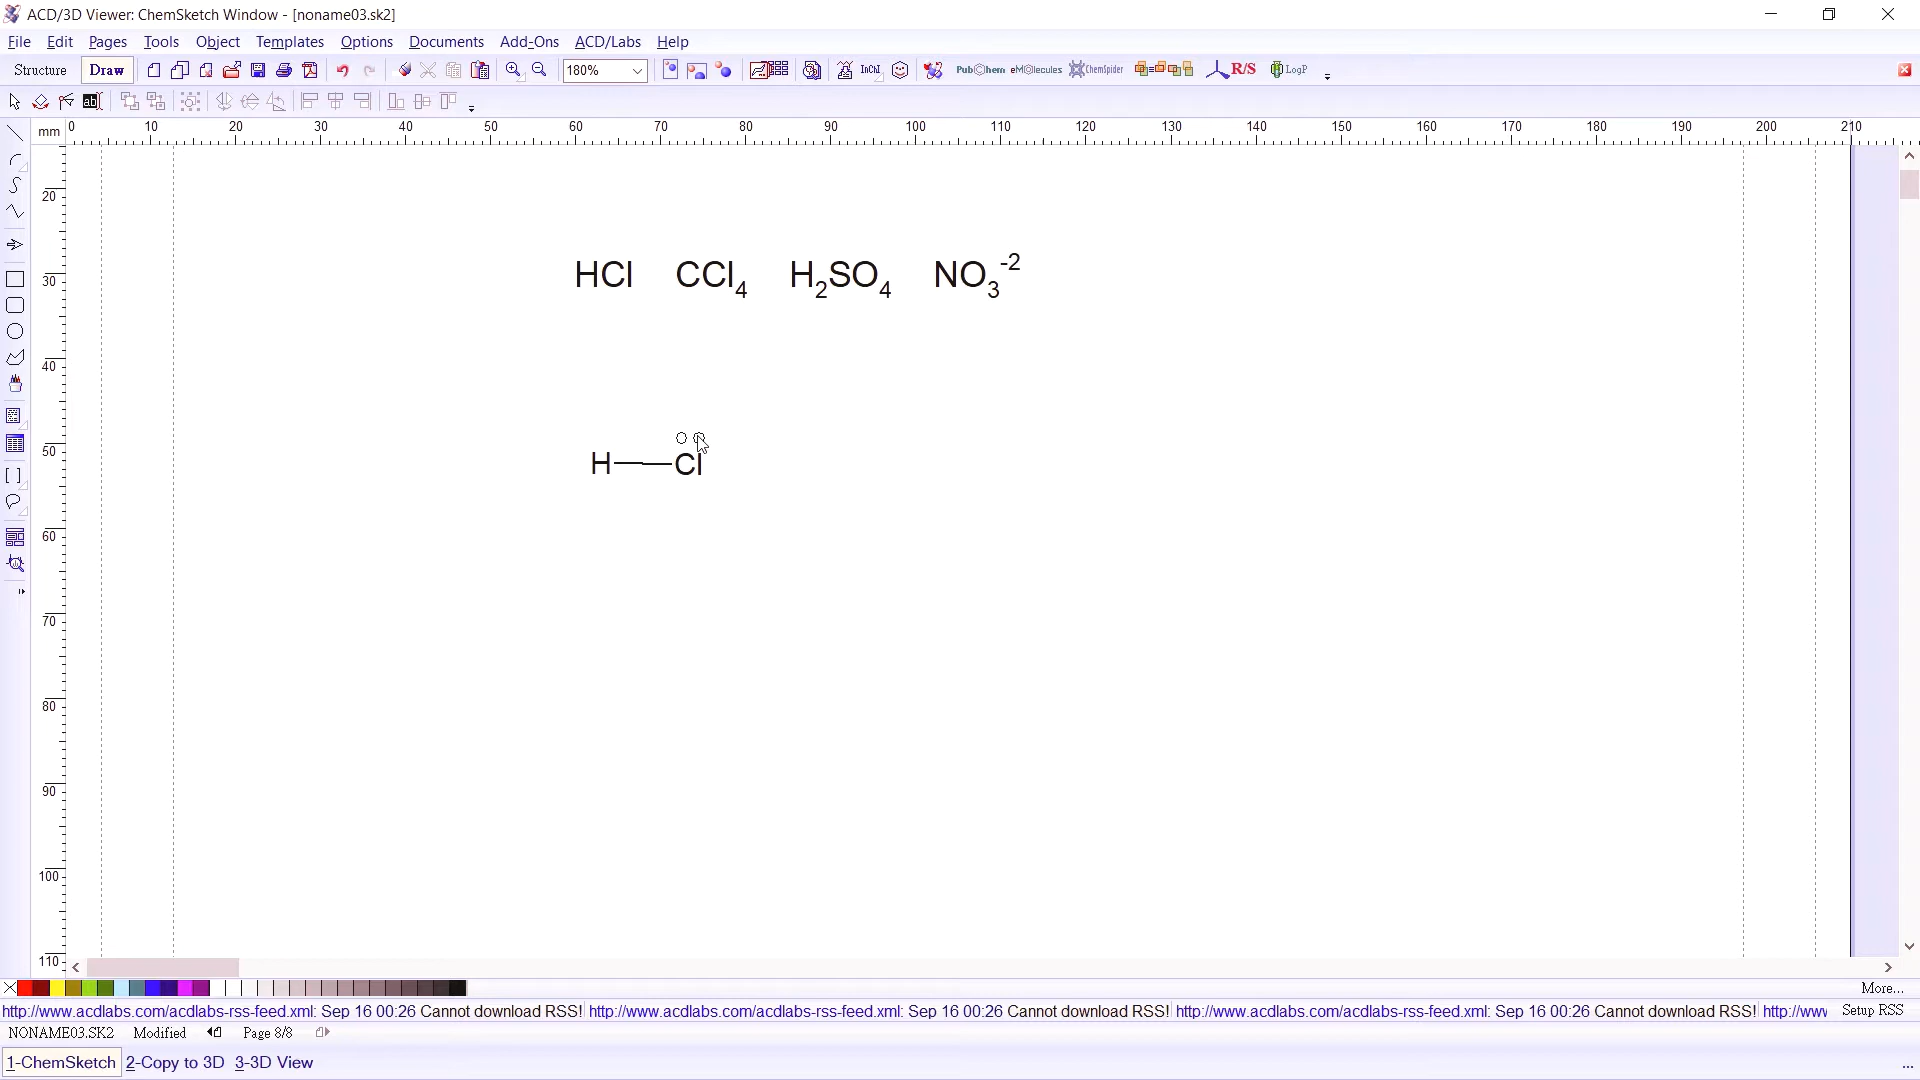 ACD/3D Viewer: ChemSketch Window - [noname03.sk2]
File Edit Pages Tools Object Templates Options Documents Add-Ons ACD/Labs Help
Structure Draw 180% InChI PubChem eMolecules ChemSpider R/S LogP
ab
mm 0 10 20 30 40 50 60 70 80 90 100 110 120 130 140 150 160 170 180 190 200 210
20
HCl CCl4 H2SO4 NO3-2
30
40
50
H Cl
60
70
80
90
100
110
More...
http://www.acdlabs.com/acdlabs-rss-feed.xml: Sep 16 00:26 Cannot download RSS! http://www.acdlabs.com/acdlabs-rss-feed.xml: Sep 16 00:26 Cannot download RSS! http://www.acdlabs.com/acdlabs-rss-feed.xml: Sep 16 00:26 Cannot download RSS! http://www Setup RSS
NONAME03.SK2 Modified Page 8/8
1-ChemSketch 2-Copy to 3D 3-3D View ...